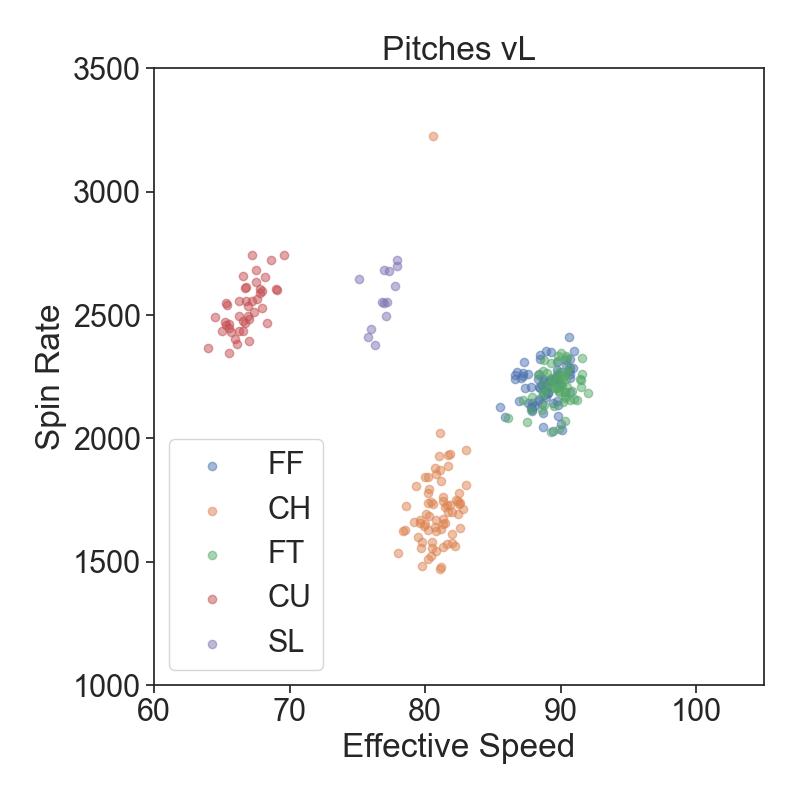 Pitches vL
3500
3000
2500
2000
1500
1000
Spin Rate
FF
CH
FT
CU
SL
60 70 80 90 100
Effective Speed